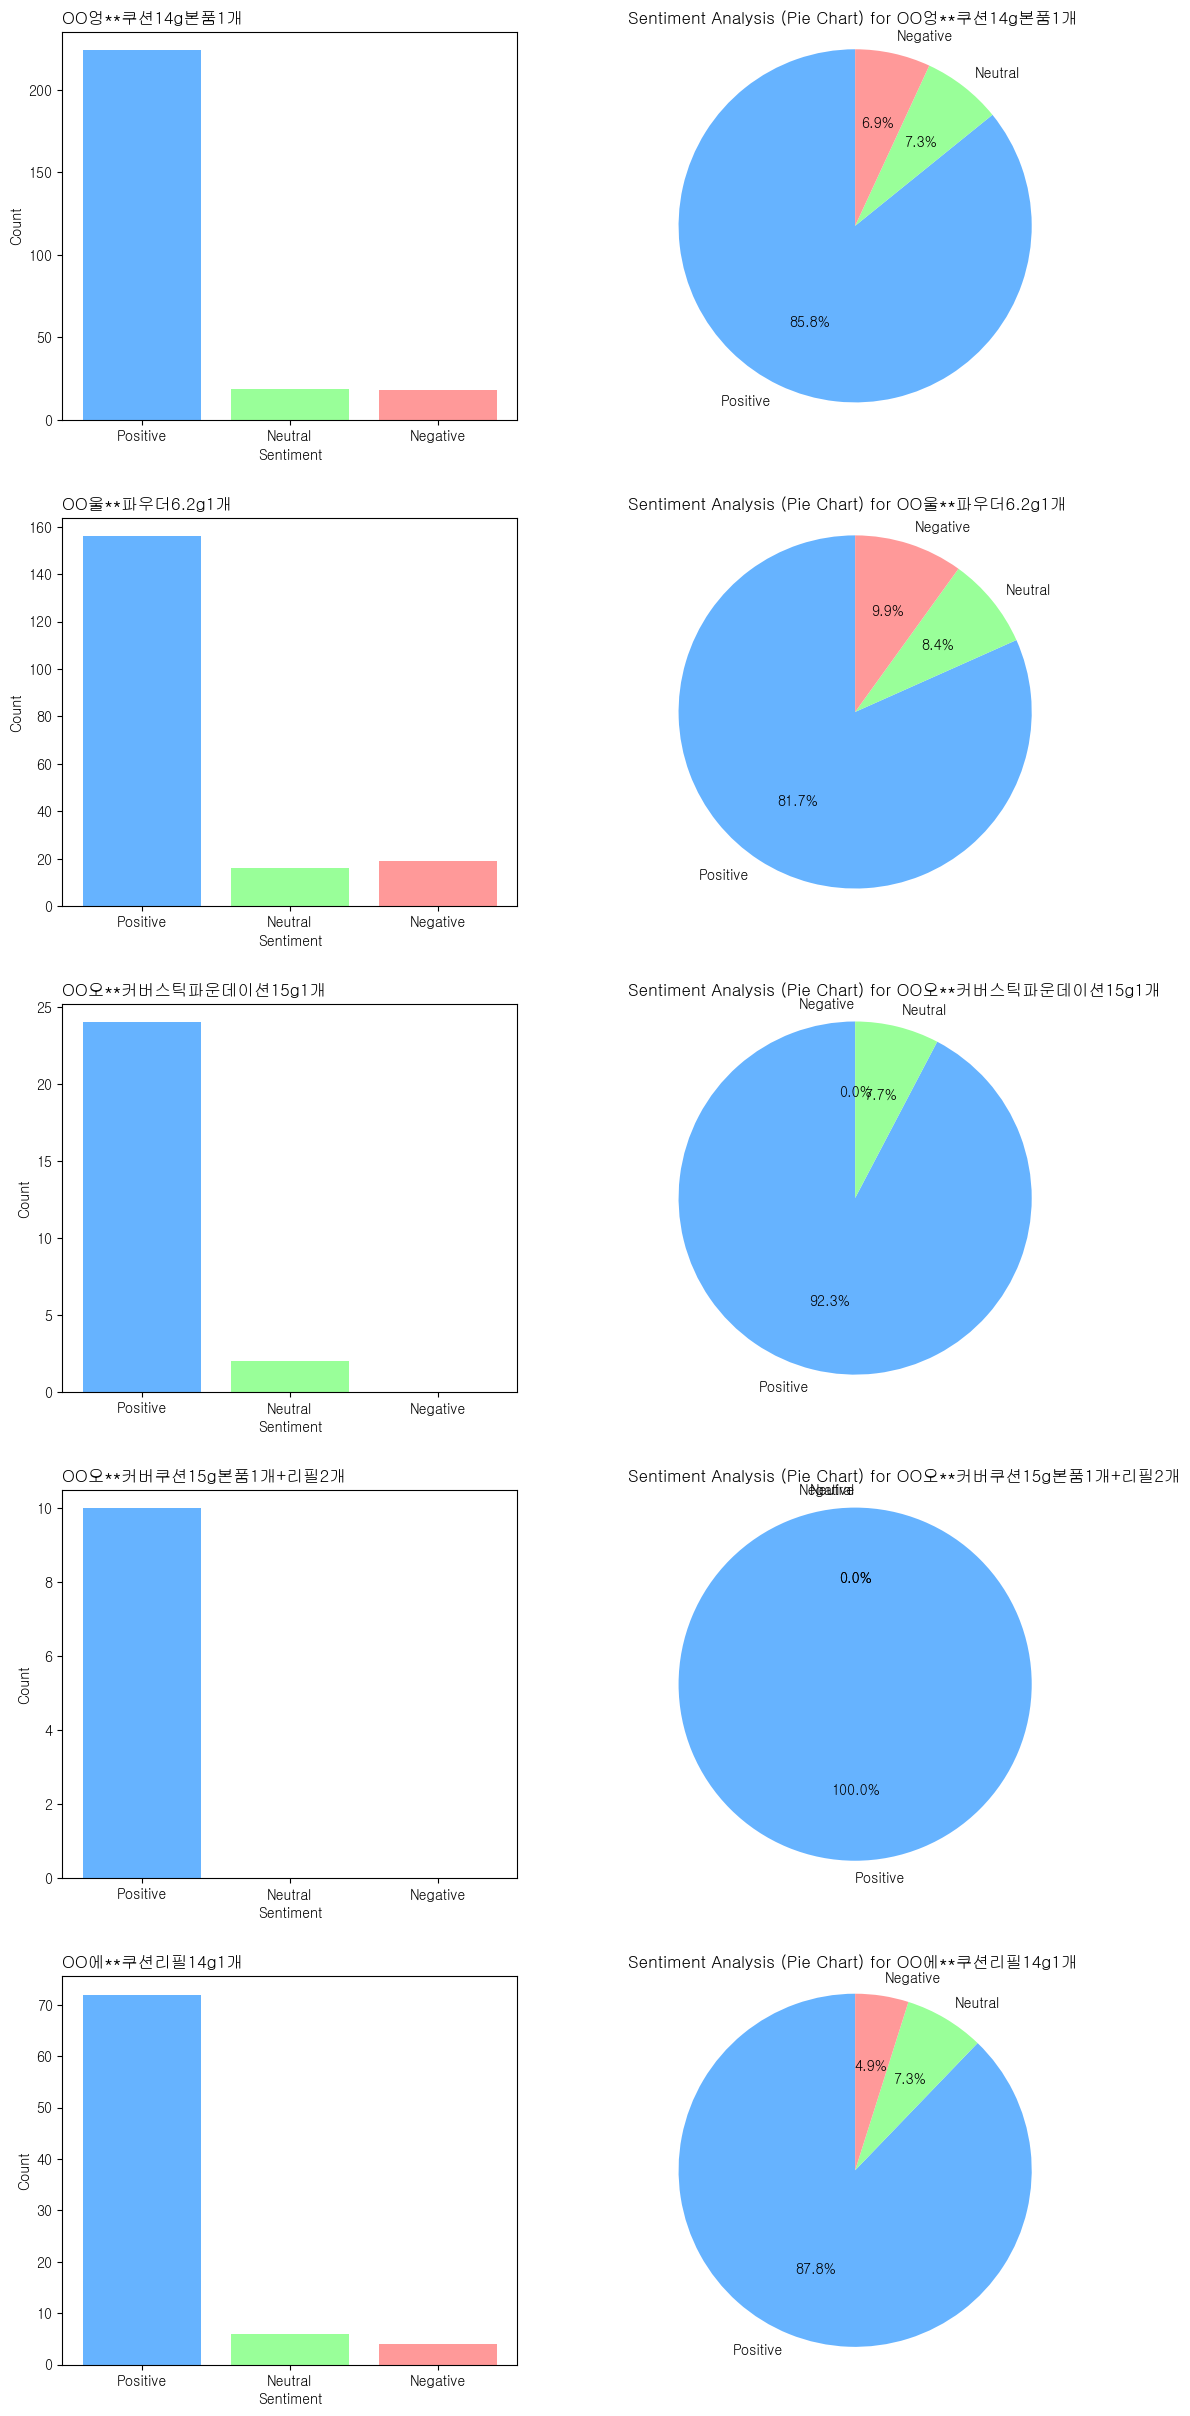 OO엉**쿠션14g본품1개
Count
200
150
100
50
0
Positive
Neutral
Negative
Sentiment
Sentiment Analysis (Pie Chart) for OO엉**쿠션14g본품1개
Negative
Neutral
6.9%
7.3%
85.8%
Positive
OO울**파우더6.2g1개
Count
160
140
120
100
80
60
40
20
0
Positive
Neutral
Negative
Sentiment
Sentiment Analysis (Pie Chart) for OO울**파우더6.2g1개
Negative
Neutral
9.9%
8.4%
81.7%
Positive
OO오**커버스틱파운데이션15g1개
Count
25
20
15
10
5
0
Positive
Neutral
Negative
Sentiment
Sentiment Analysis (Pie Chart) for OO오**커버스틱파운데이션15g1개
Negative
Neutral
0.0%
7.7%
92.3%
Positive
OO오**커버쿠션15g본품1개+리필2개
Count
10
8
6
4
2
0
Positive
Neutral
Negative
Sentiment
Sentiment Analysis (Pie Chart) for OO오**커버쿠션15g본품1개+리필2개
Negative
Neutral
0.0%
0.0%
100.0%
Positive
OO에**쿠션리필14g1개
Count
70
60
50
40
30
20
10
0
Positive
Neutral
Negative
Sentiment
Sentiment Analysis (Pie Chart) for OO에**쿠션리필14g1개
Negative
Neutral
4.9%
7.3%
87.8%
Positive